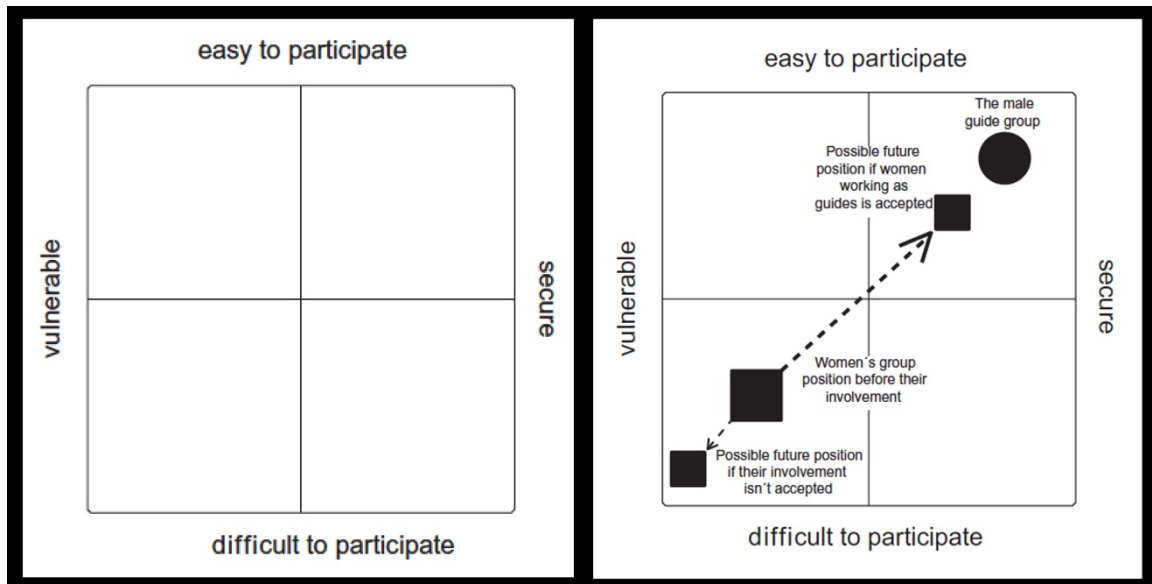 easy to participate
vulnerable
secure
difficult to participate
easy to participate
The male
guide group
Possible future
position if women
working as
guides is accepted
vulnerable
secure
Women´s group
position before their
involvement
Possible future position
if their involvement
isn´t accepted
difficult to participate